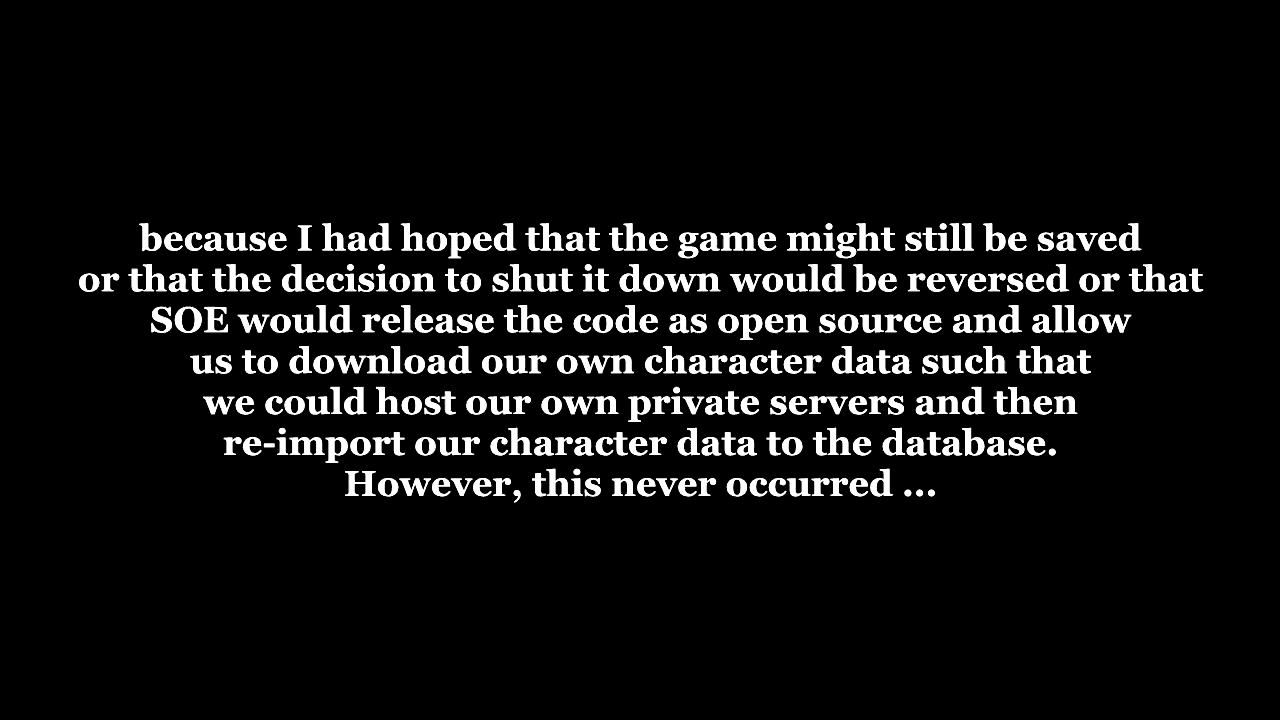 because I had hoped that the game might still be saved
or that the decision to shut it down would be reversed or that
SOE would release the code as open source and allow
us to download our own character data such that
we could host our own private servers and then
re-import our character data to the database.
However, this never occurred ...